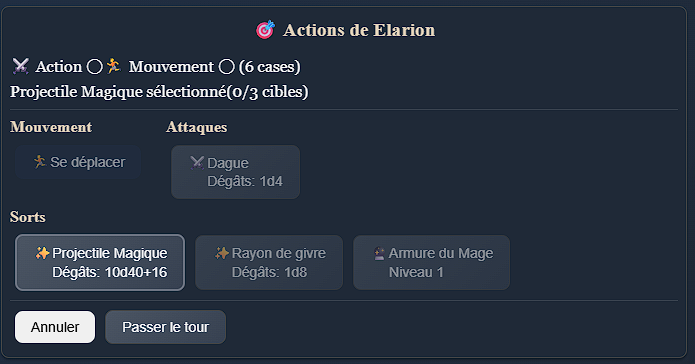 Actions de Elarion
Action Mouvement (6 cases)
Projectile Magique sélectionné(0/3 cibles)
Mouvement Attaques
Se déplacer
Dague
Dégâts: 1d4
Sorts
Projectile Magique
Dégâts: 10d40+16
Rayon de givre
Dégâts: 1d8
Armure du Mage
Niveau 1
Annuler Passer le tour